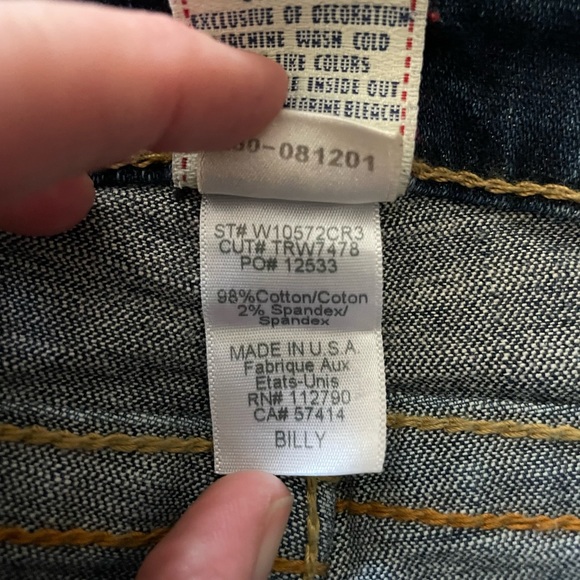 EXCLUSIVE OF DECORATION
MACHINE WASH COLD
LIKE COLORS
INSIDE OUT
BLEACH
-081201
ST# W10572CR3
CUT# TRW7478
PO# 12533
98%Cotton/Coton
2% Spandex/
Spandex
MADE IN U.S.A
Fabrique Aux
Etats-Unis
RN# 112790
CA# 57414
BILLY